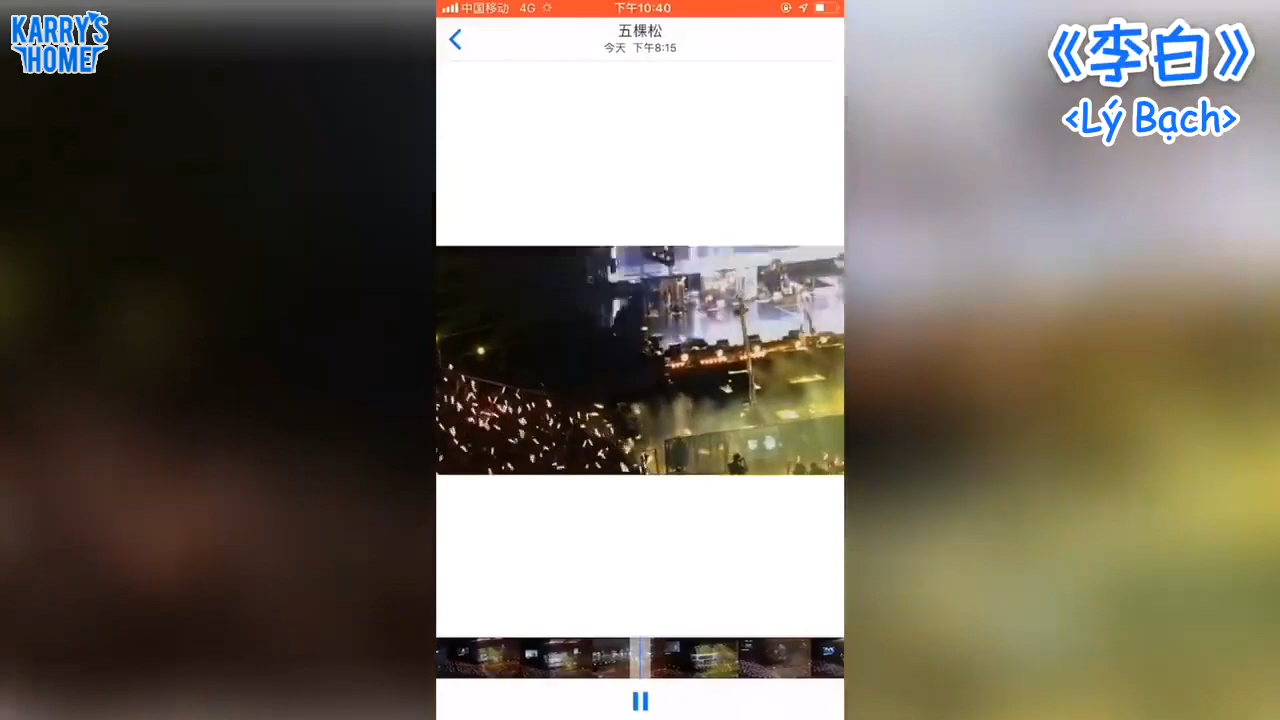 KARRY'S
HOME
中国移动 4G 下午10:40
五棵松
今天 下午8:15
《李白》
<Lý Bạch>